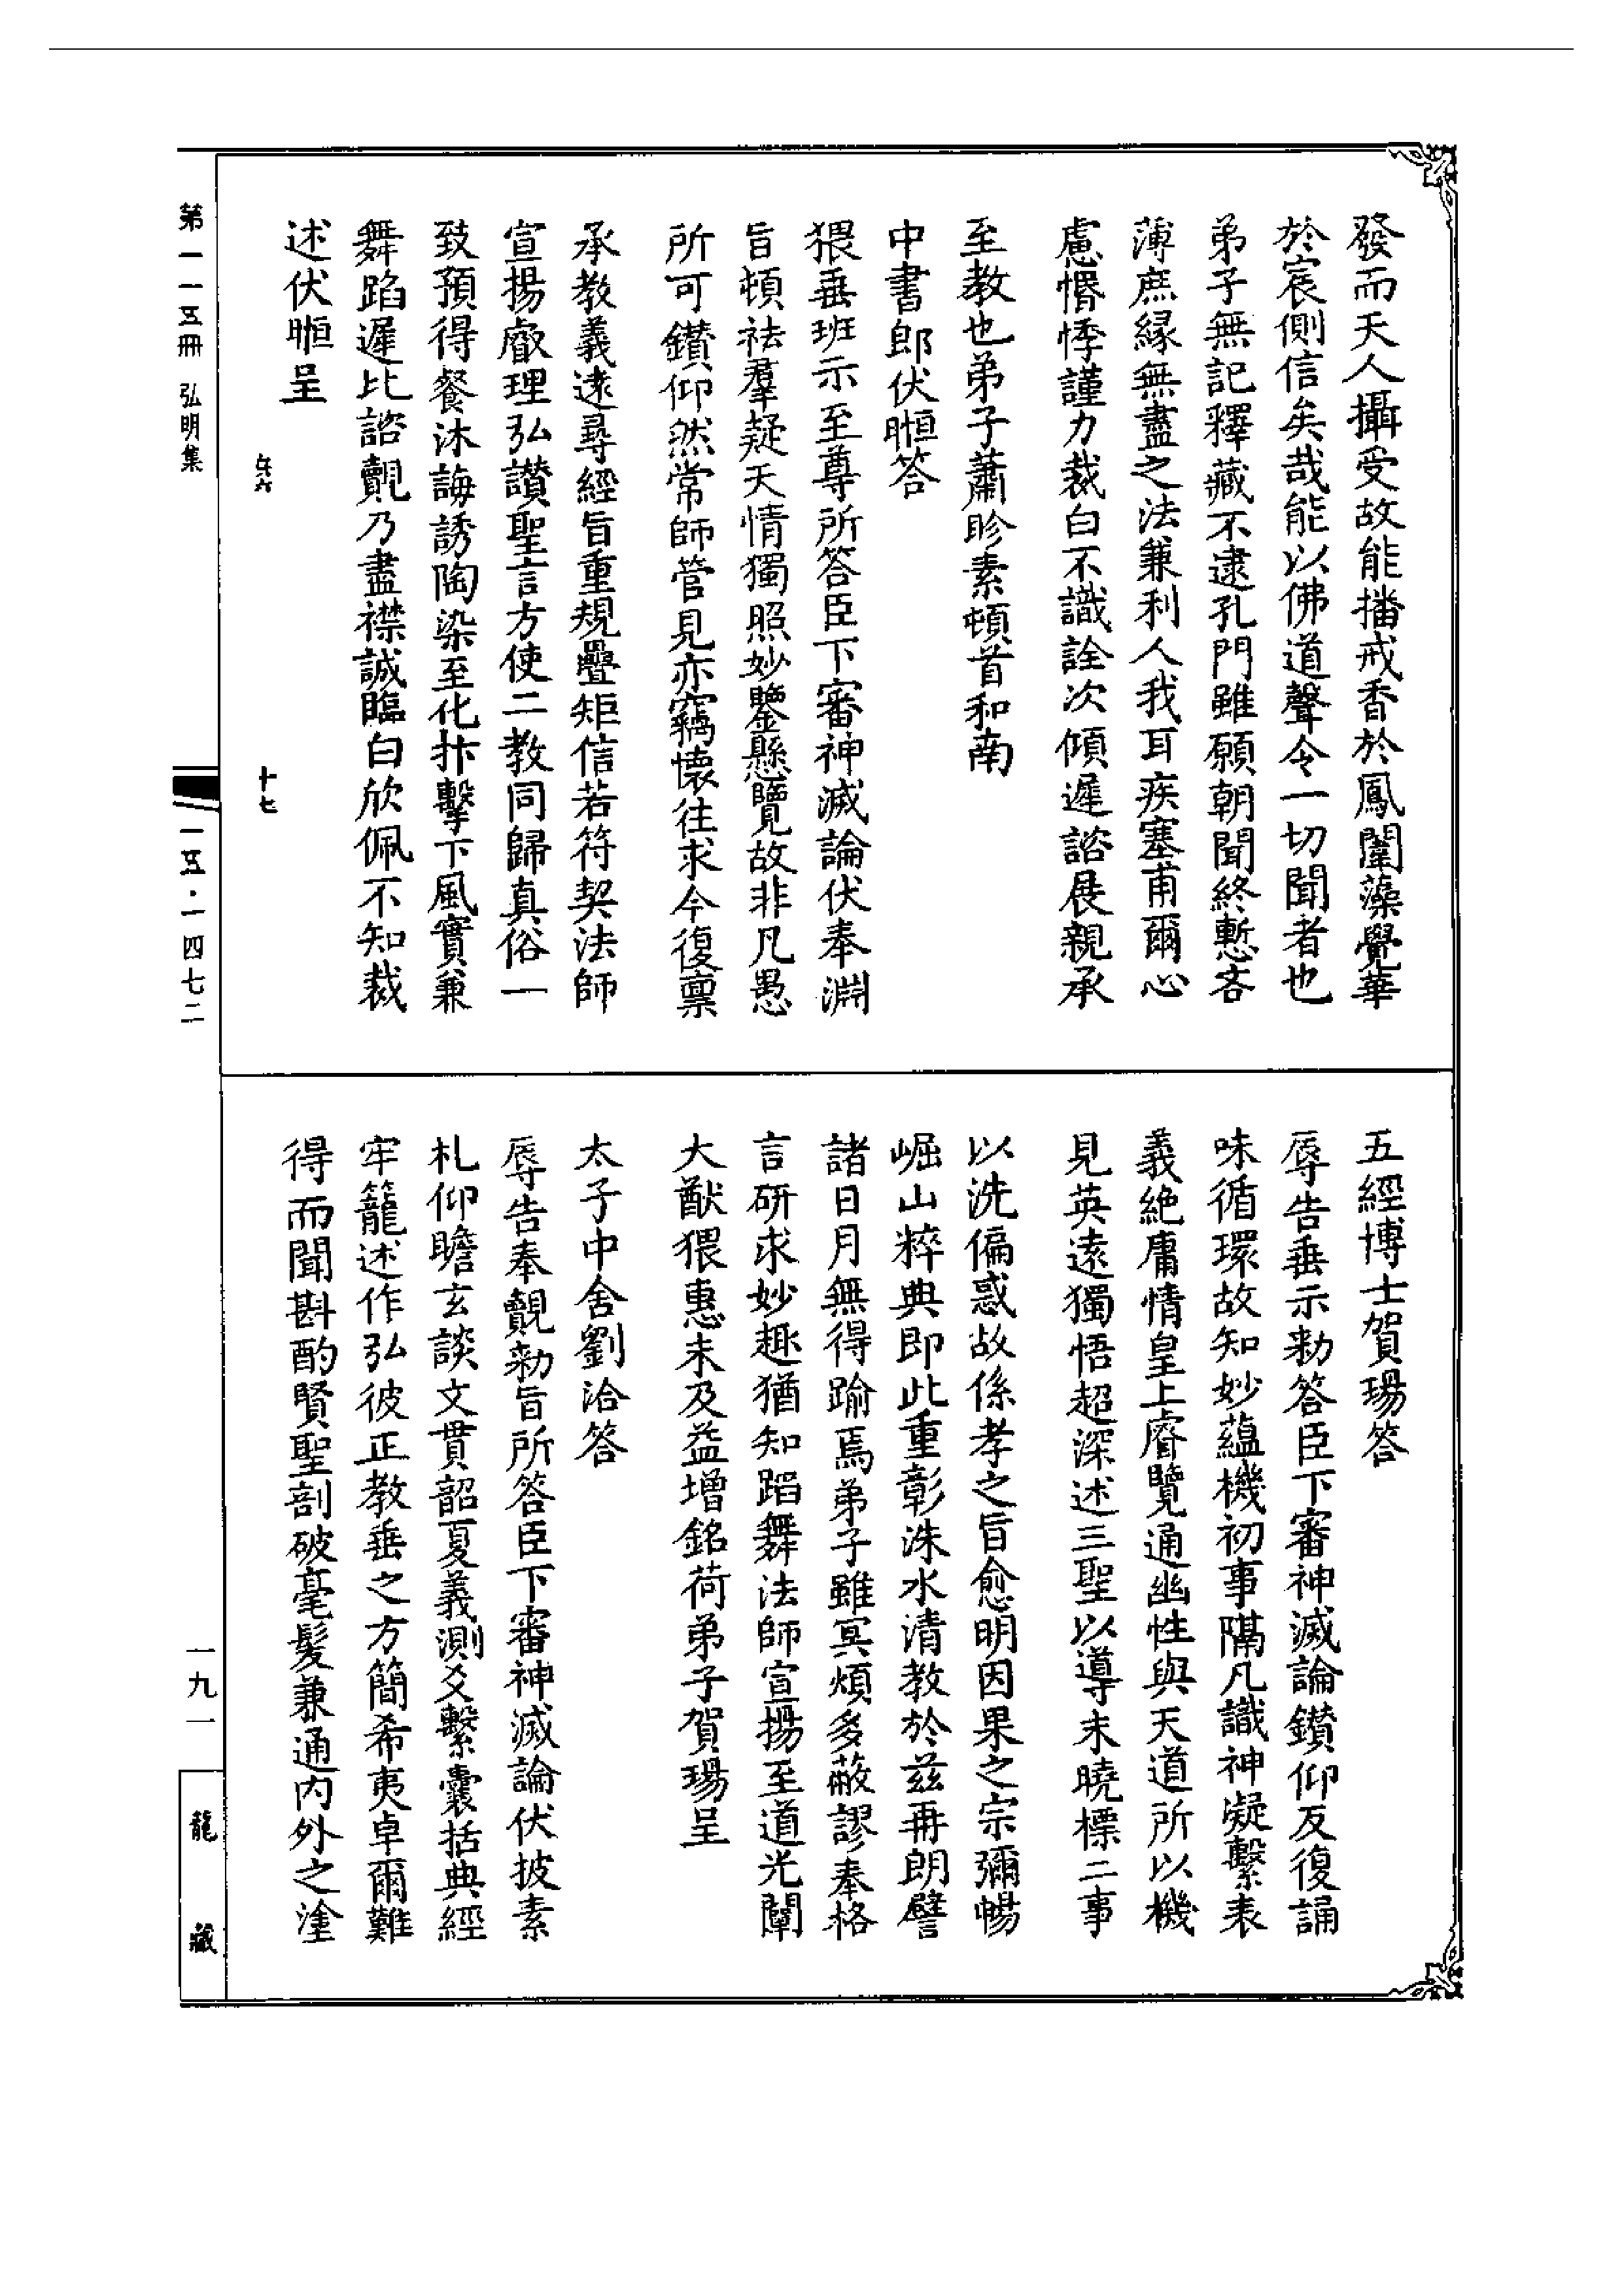 發而天人攝受故能播戒香於鳳闈藻覺華
於宸側信矣哉能以佛道聲令一切聞者也
弟子無記釋藏不逮孔門雖願朝聞終慙吝
薄庶緣無盡之法兼利人我耳疾塞甫爾心
慮惛悸謹力裁白不識詮次傾遲諮展親承
至教也弟子蕭眕素頓首和南
中書郎伏暅答
猥垂班示至尊所答臣下審神滅論伏奉淵
旨頓袪羣疑天情獨照妙鑒懸覽故非凡愚
所可鑽仰然常師管見亦竊懷往求今復稟
承教義遠尋經旨重規疊矩信若符契法師
宣揚叡理弘讚聖言方使二教同歸真俗一
致預得餐沐誨誘陶染至化抃擊下風實兼
舞蹈遲比諮覿乃盡襟誠臨白欣佩不知裁
述伏暅呈
十七
五經博士賀瑒答
辱告垂示勑答臣下審神滅論鑽仰反復誦
味循環故知妙蘊機初事隔凡識神凝繫表
義絕庸情皇上睿覽通幽性與天道所以機
見英遠獨悟超深述三聖以導末曉標二事
以洗偏惑故係孝之旨愈明因果之宗彌暢
崛山粹典即此重彰洙水清教於茲再朗譬
諸日月無得踰焉弟子雖冥煩多蔽謬奉格
言研求妙趣猶知蹈舞法師宣揚至道光闡
大猷猥惠末及益增銘荷弟子賀瑒呈
太子中舍劉洽答
辱告奉覿勑旨所答臣下審神滅論伏披素
札仰瞻玄談文貫韶夏義測爻繫囊括典經
牢籠述作弘彼正教垂之方簡希夷卓爾難
得而聞斟酌賢聖剖破毫髮兼通内外之塗
第一一五冊 弘明集
一五·一四七二
一九一
龍藏